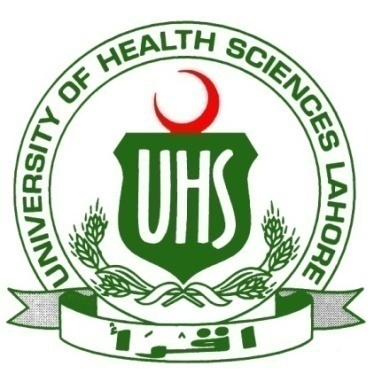 UNIVERSITY OF HEALTH SCIENCES LAHORE
UHS
اقْرَأْ